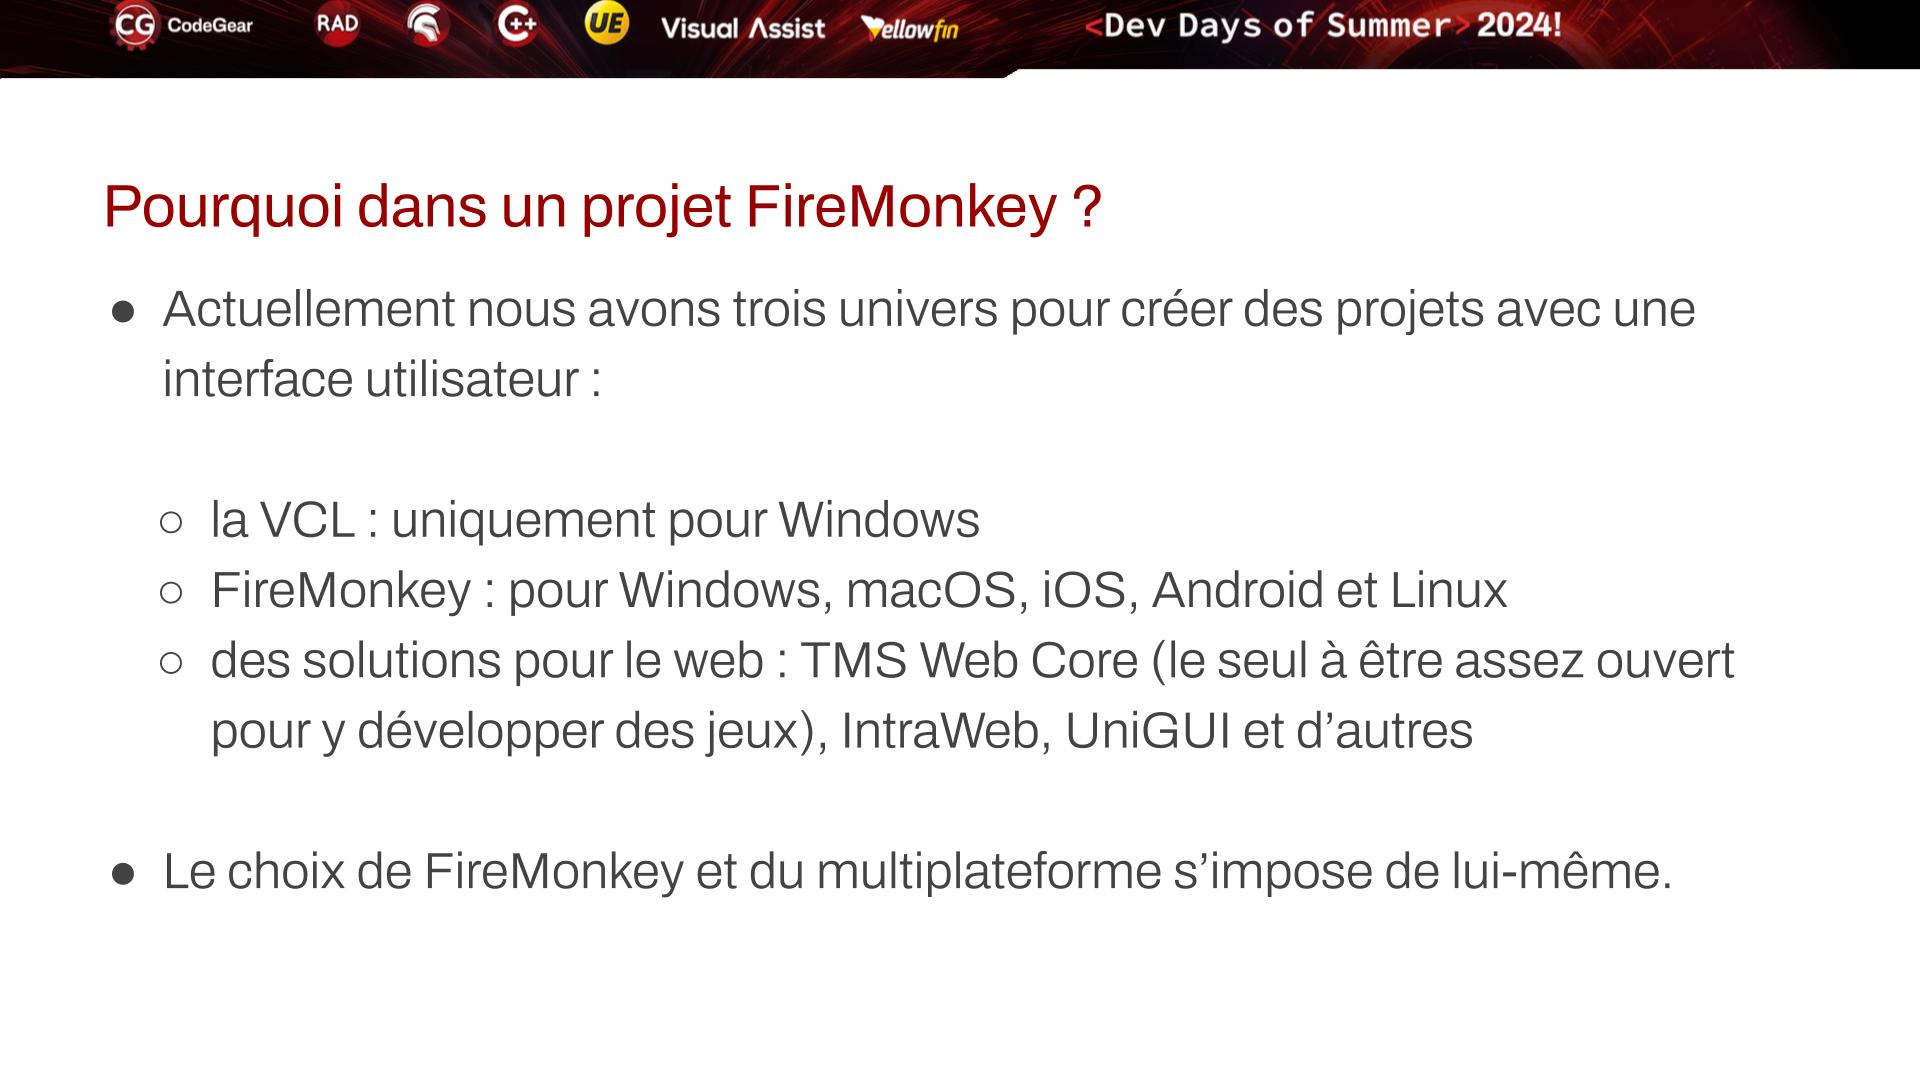 CG CodeGear RAD C++ UE Visual Assist Yellowfin <Dev Days of Summer> 2024!
Pourquoi dans un projet FireMonkey ?
● Actuellement nous avons trois univers pour créer des projets avec une
interface utilisateur :
○ la VCL : uniquement pour Windows
○ FireMonkey : pour Windows, macOS, iOS, Android et Linux
○ des solutions pour le web : TMS Web Core (le seul à être assez ouvert
pour y développer des jeux), IntraWeb, UniGUI et d’autres
● Le choix de FireMonkey et du multiplateforme s’impose de lui-même.